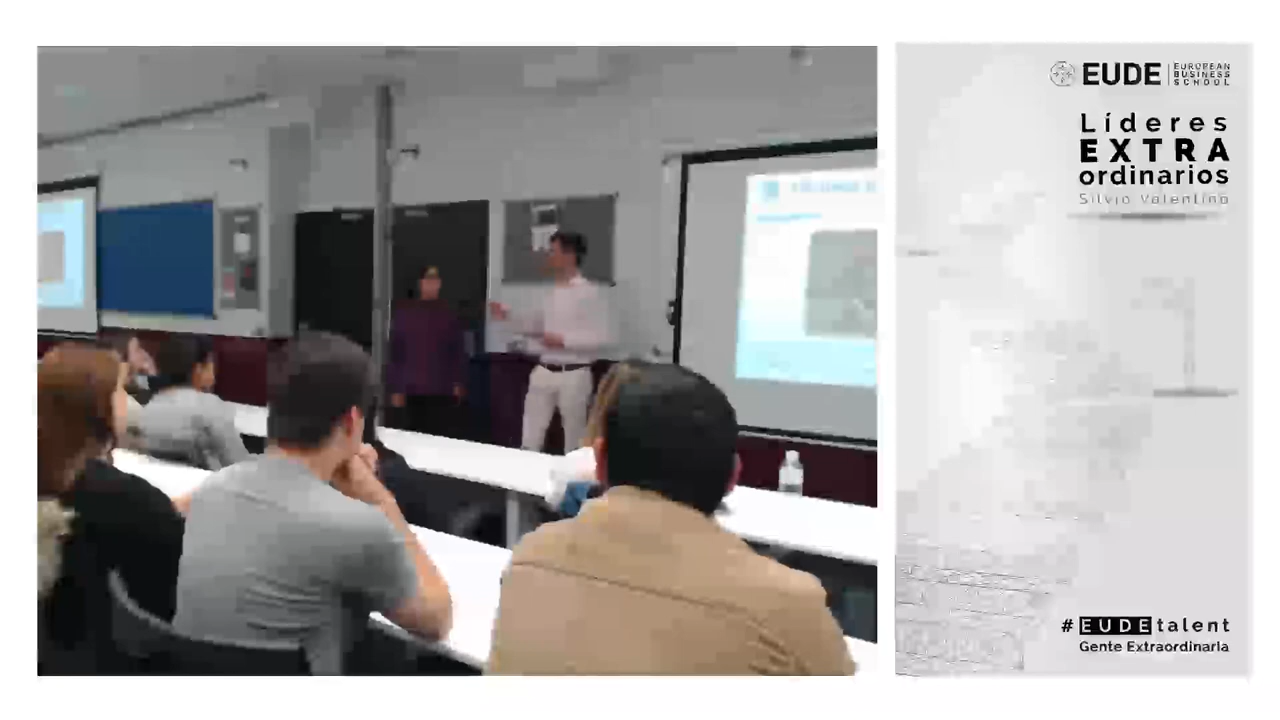 EUDE EUROPEAN
BUSINESS
SCHOOL
Líderes
EXTRA
ordinarios
Silvio Valentino
#EUDEtalent
Gente Extraordinaria